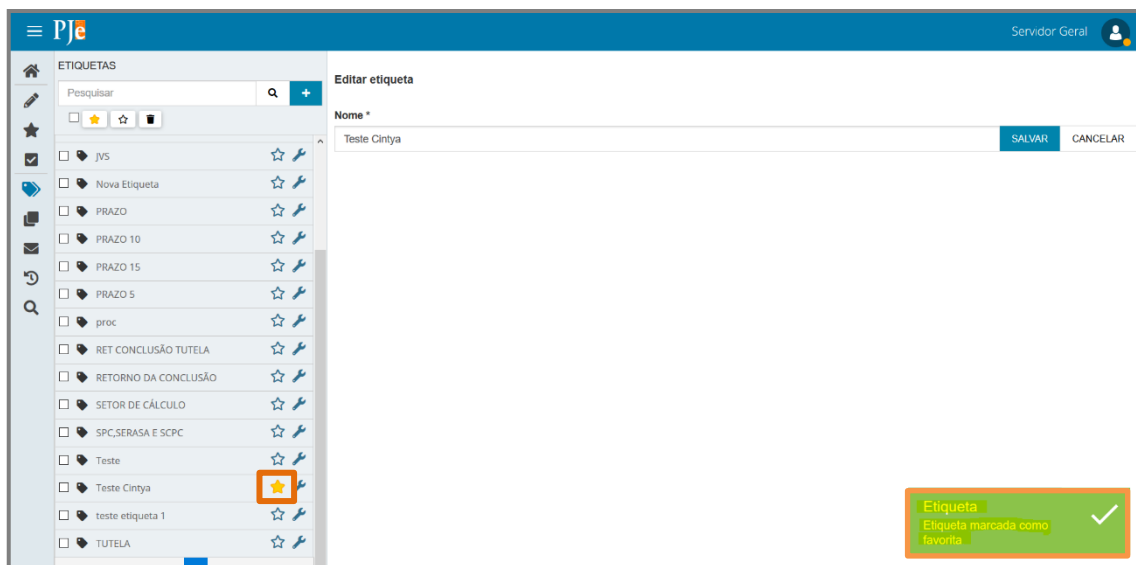 PJe
Servidor Geral
ETIQUETAS
Pesquisar
Editar etiqueta
Nome *
Teste Cintya
SALVAR
CANCELAR
JVS
Nova Etiqueta
PRAZO
PRAZO 10
PRAZO 15
PRAZO 5
proc
RET CONCLUSÃO TUTELA
RETORNO DA CONCLUSÃO
SETOR DE CÁLCULO
SPC,SERASA E SCPC
Teste
Teste Cintya
teste etiqueta 1
TUTELA
Etiqueta
Etiqueta marcada como
favorita